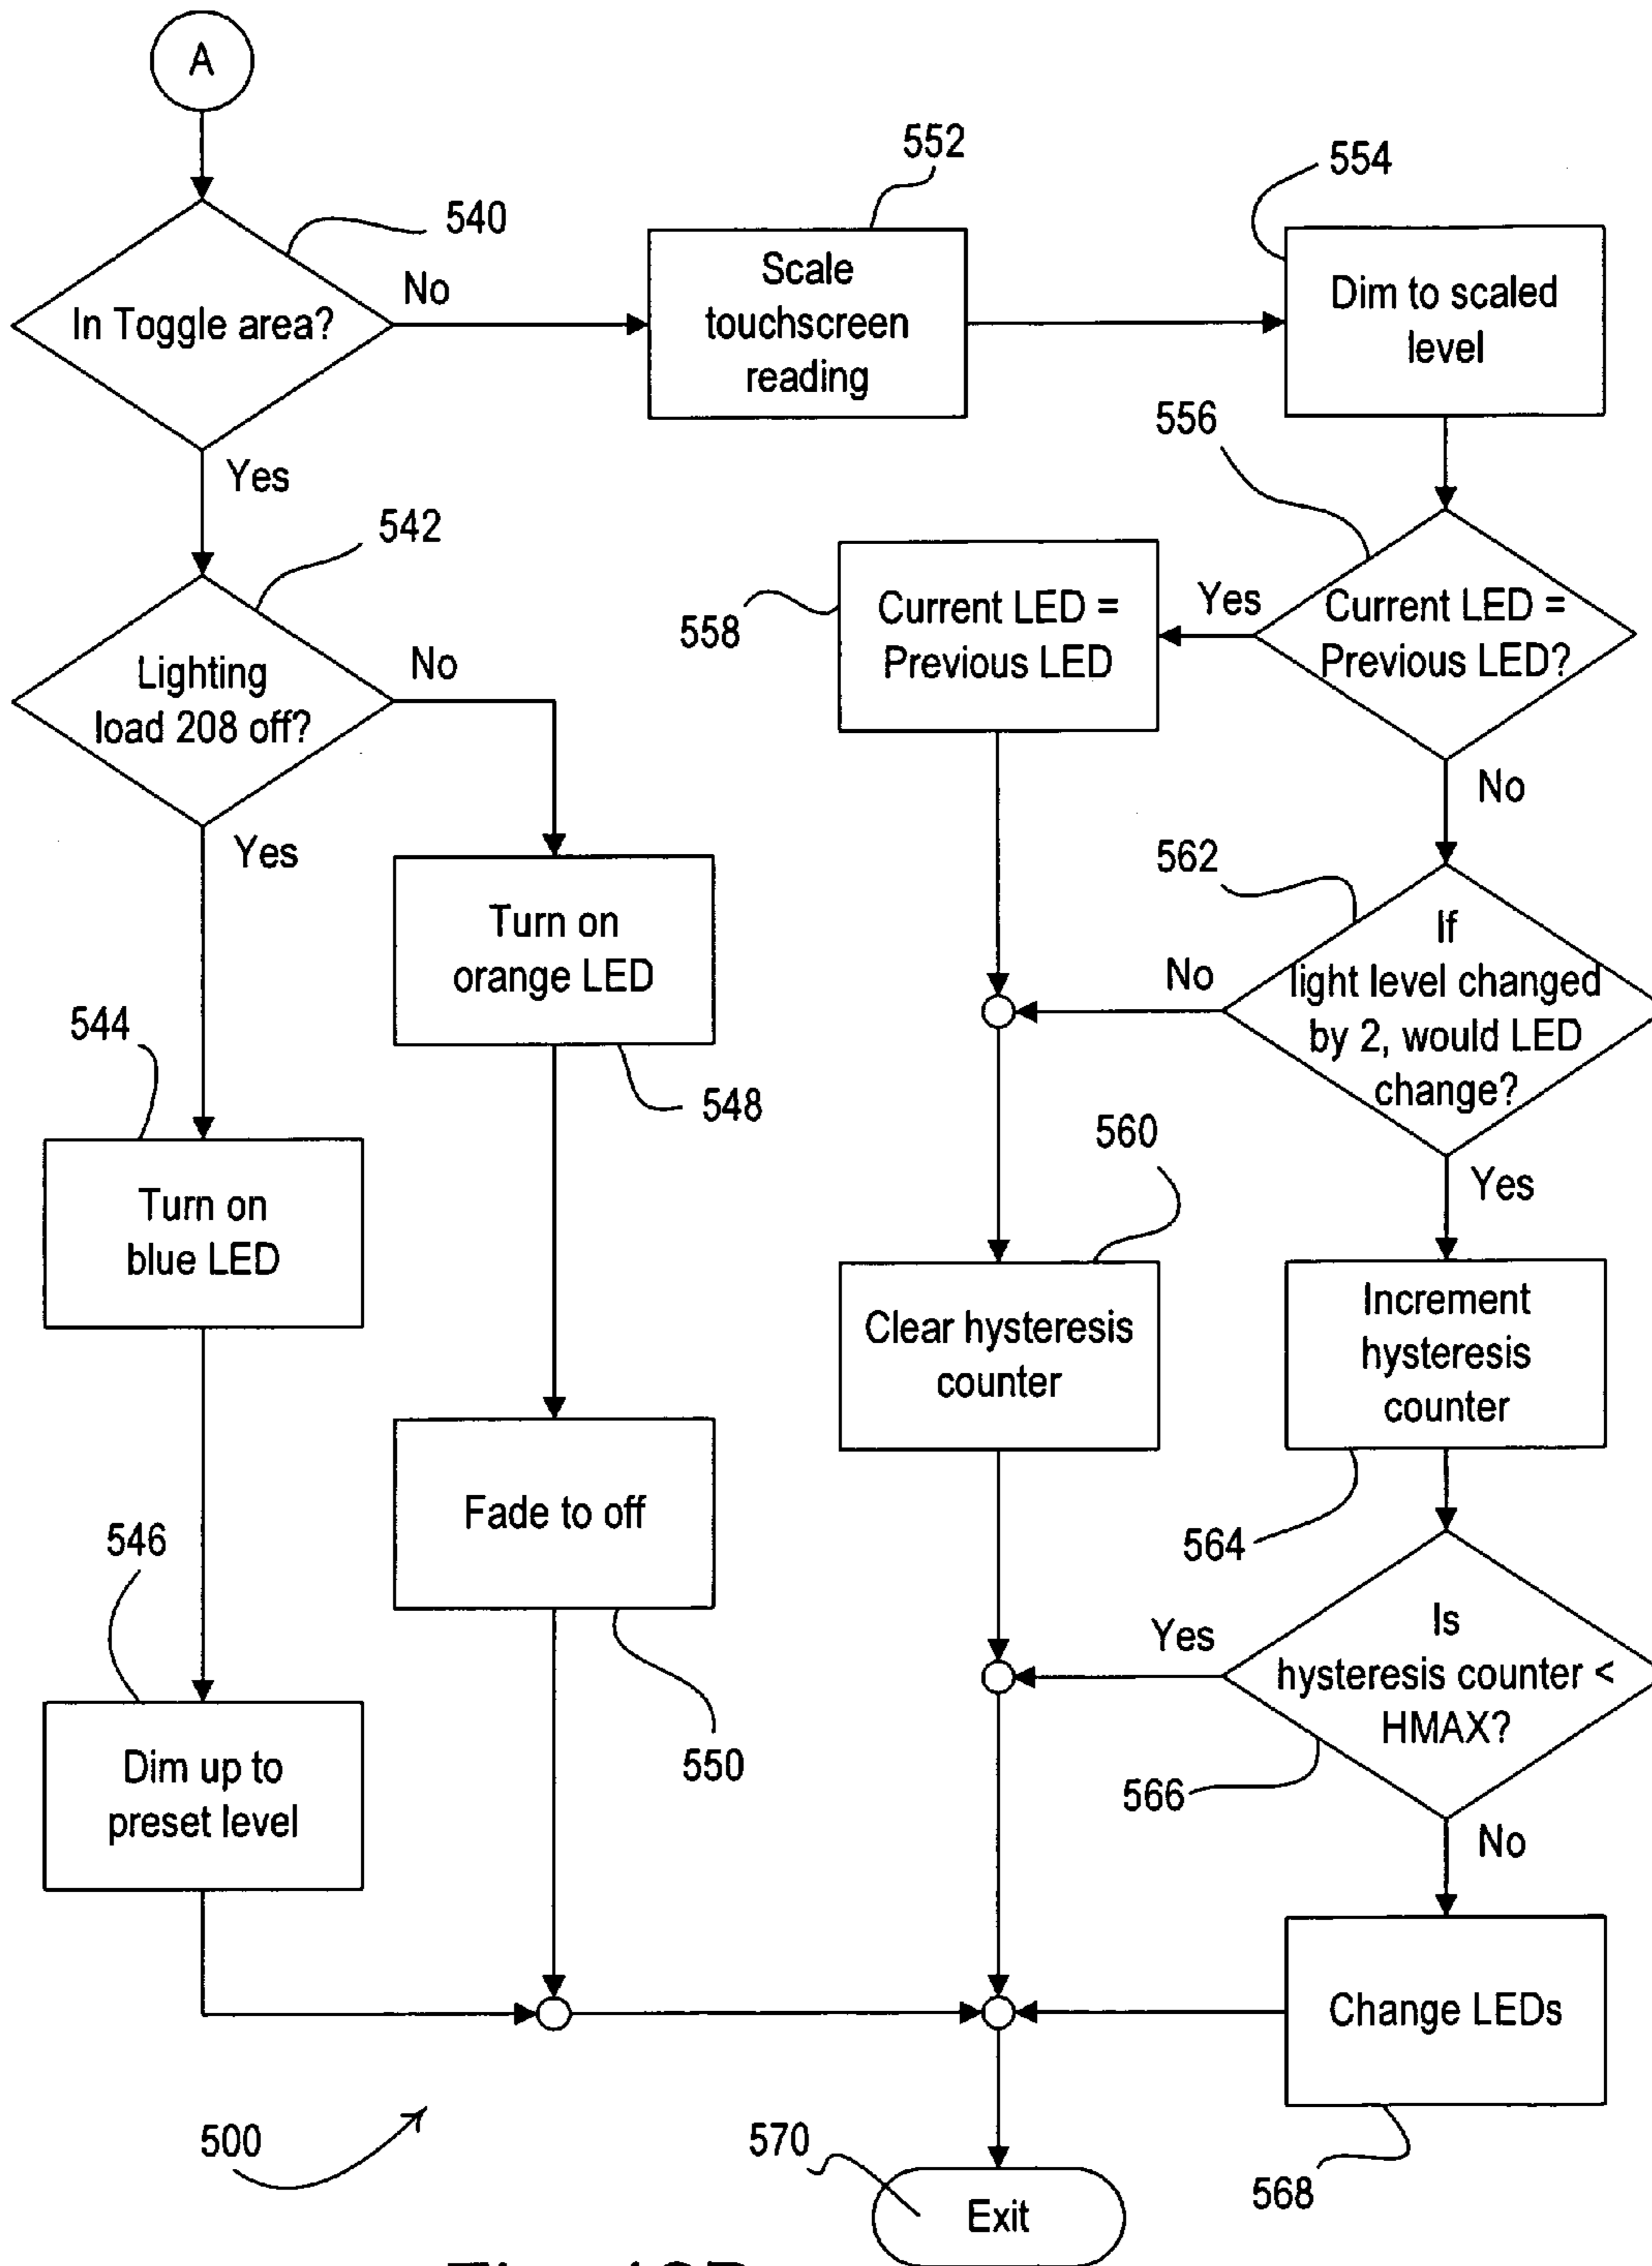 A
552
554
540
No
Scale
touchscreen
reading
Dim to scaled
level
In Toggle area?
556
Yes
542
558
Current LED =
Previous LED
Yes
Current LED =
Previous LED?
Lighting
load 208 off?
No
No
Yes
562
Turn on
orange LED
If
light level changed
by 2, would LED
change?
No
544
548
560
Yes
Turn on
blue LED
Clear hysteresis
counter
Increment
hysteresis
counter
Fade to off
546
564
Is
hysteresis counter <
HMAX?
Yes
Dim up to
preset level
550
566
No
Change LEDs
500
570
568
Exit